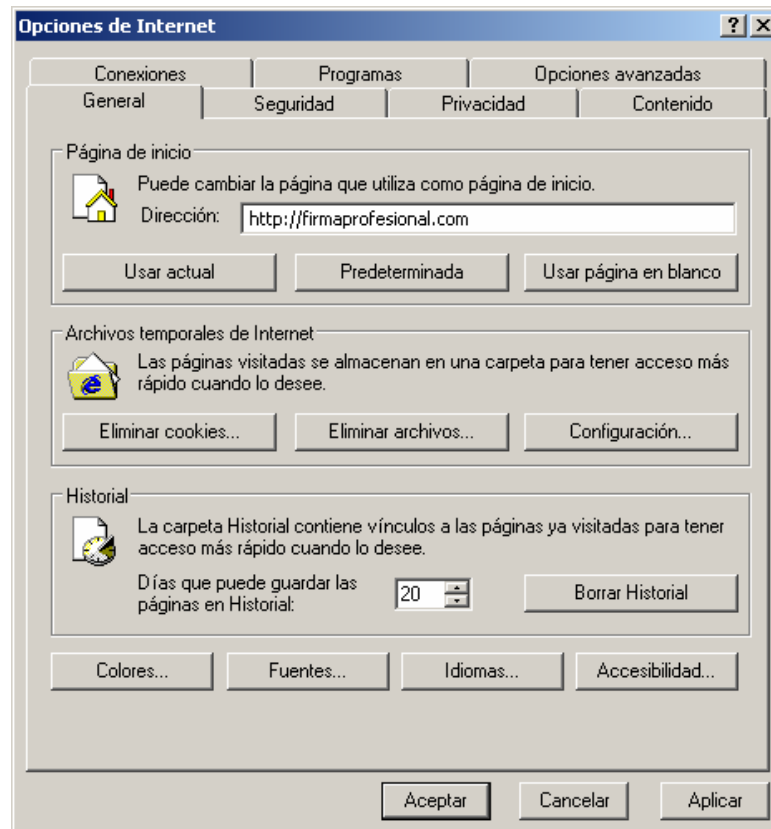 Opciones de Internet
Conexiones Programas Opciones avanzadas
General Seguridad Privacidad Contenido
Página de inicio
Puede cambiar la página que utiliza como página de inicio.
Dirección: http://firmaprofesional.com
Usar actual Predeterminada Usar página en blanco
Archivos temporales de Internet
Las páginas visitadas se almacenan en una carpeta para tener acceso más
rápido cuando lo desee.
Eliminar cookies... Eliminar archivos... Configuración...
Historial
La carpeta Historial contiene vínculos a las páginas ya visitadas para tener
acceso más rápido cuando lo desee.
Días que puede guardar las
páginas en Historial: 20 Borrar Historial
Colores... Fuentes... Idiomas... Accesibilidad...
Aceptar Cancelar Aplicar